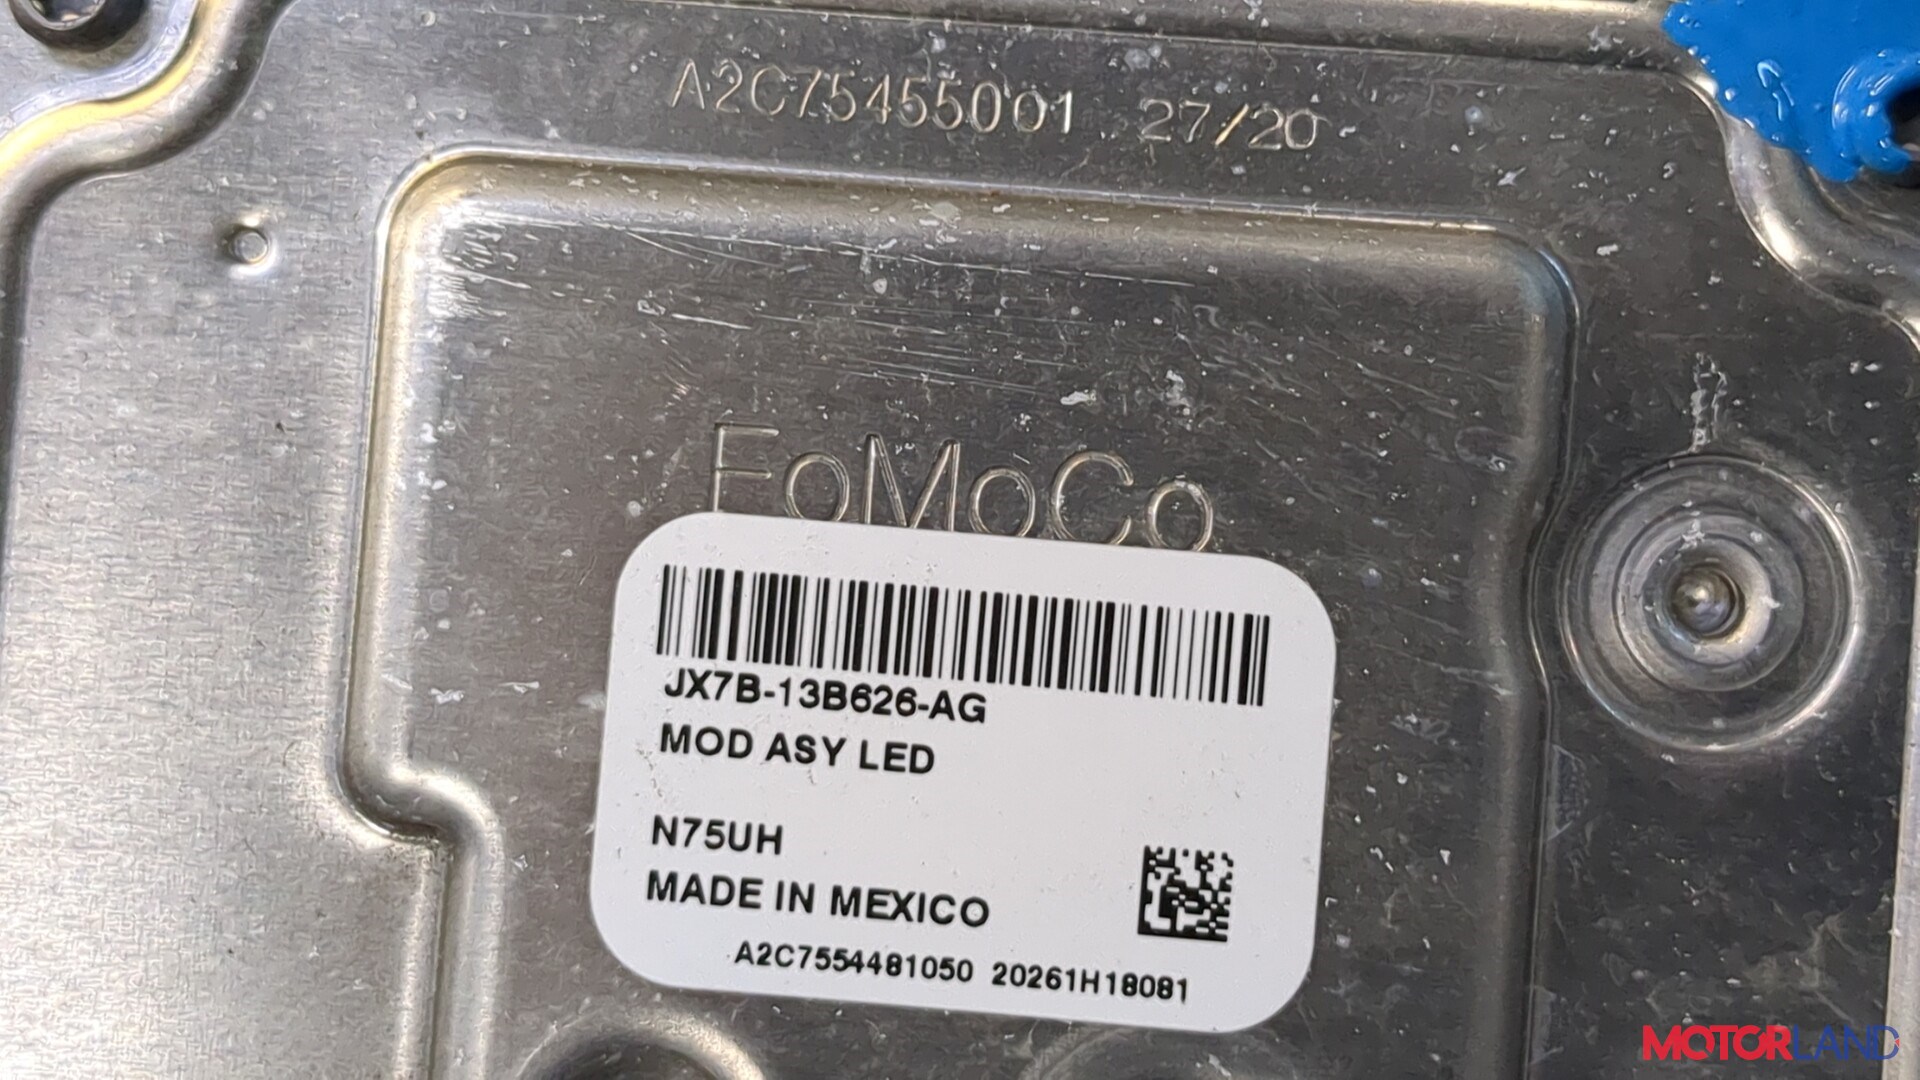 A2C75455001 27/20
FoMoCo
JX7B-13B626-AG
MOD ASY LED
N75UH
MADE IN MEXICO
A2C7554481050 20261H18081
MOTORLAND